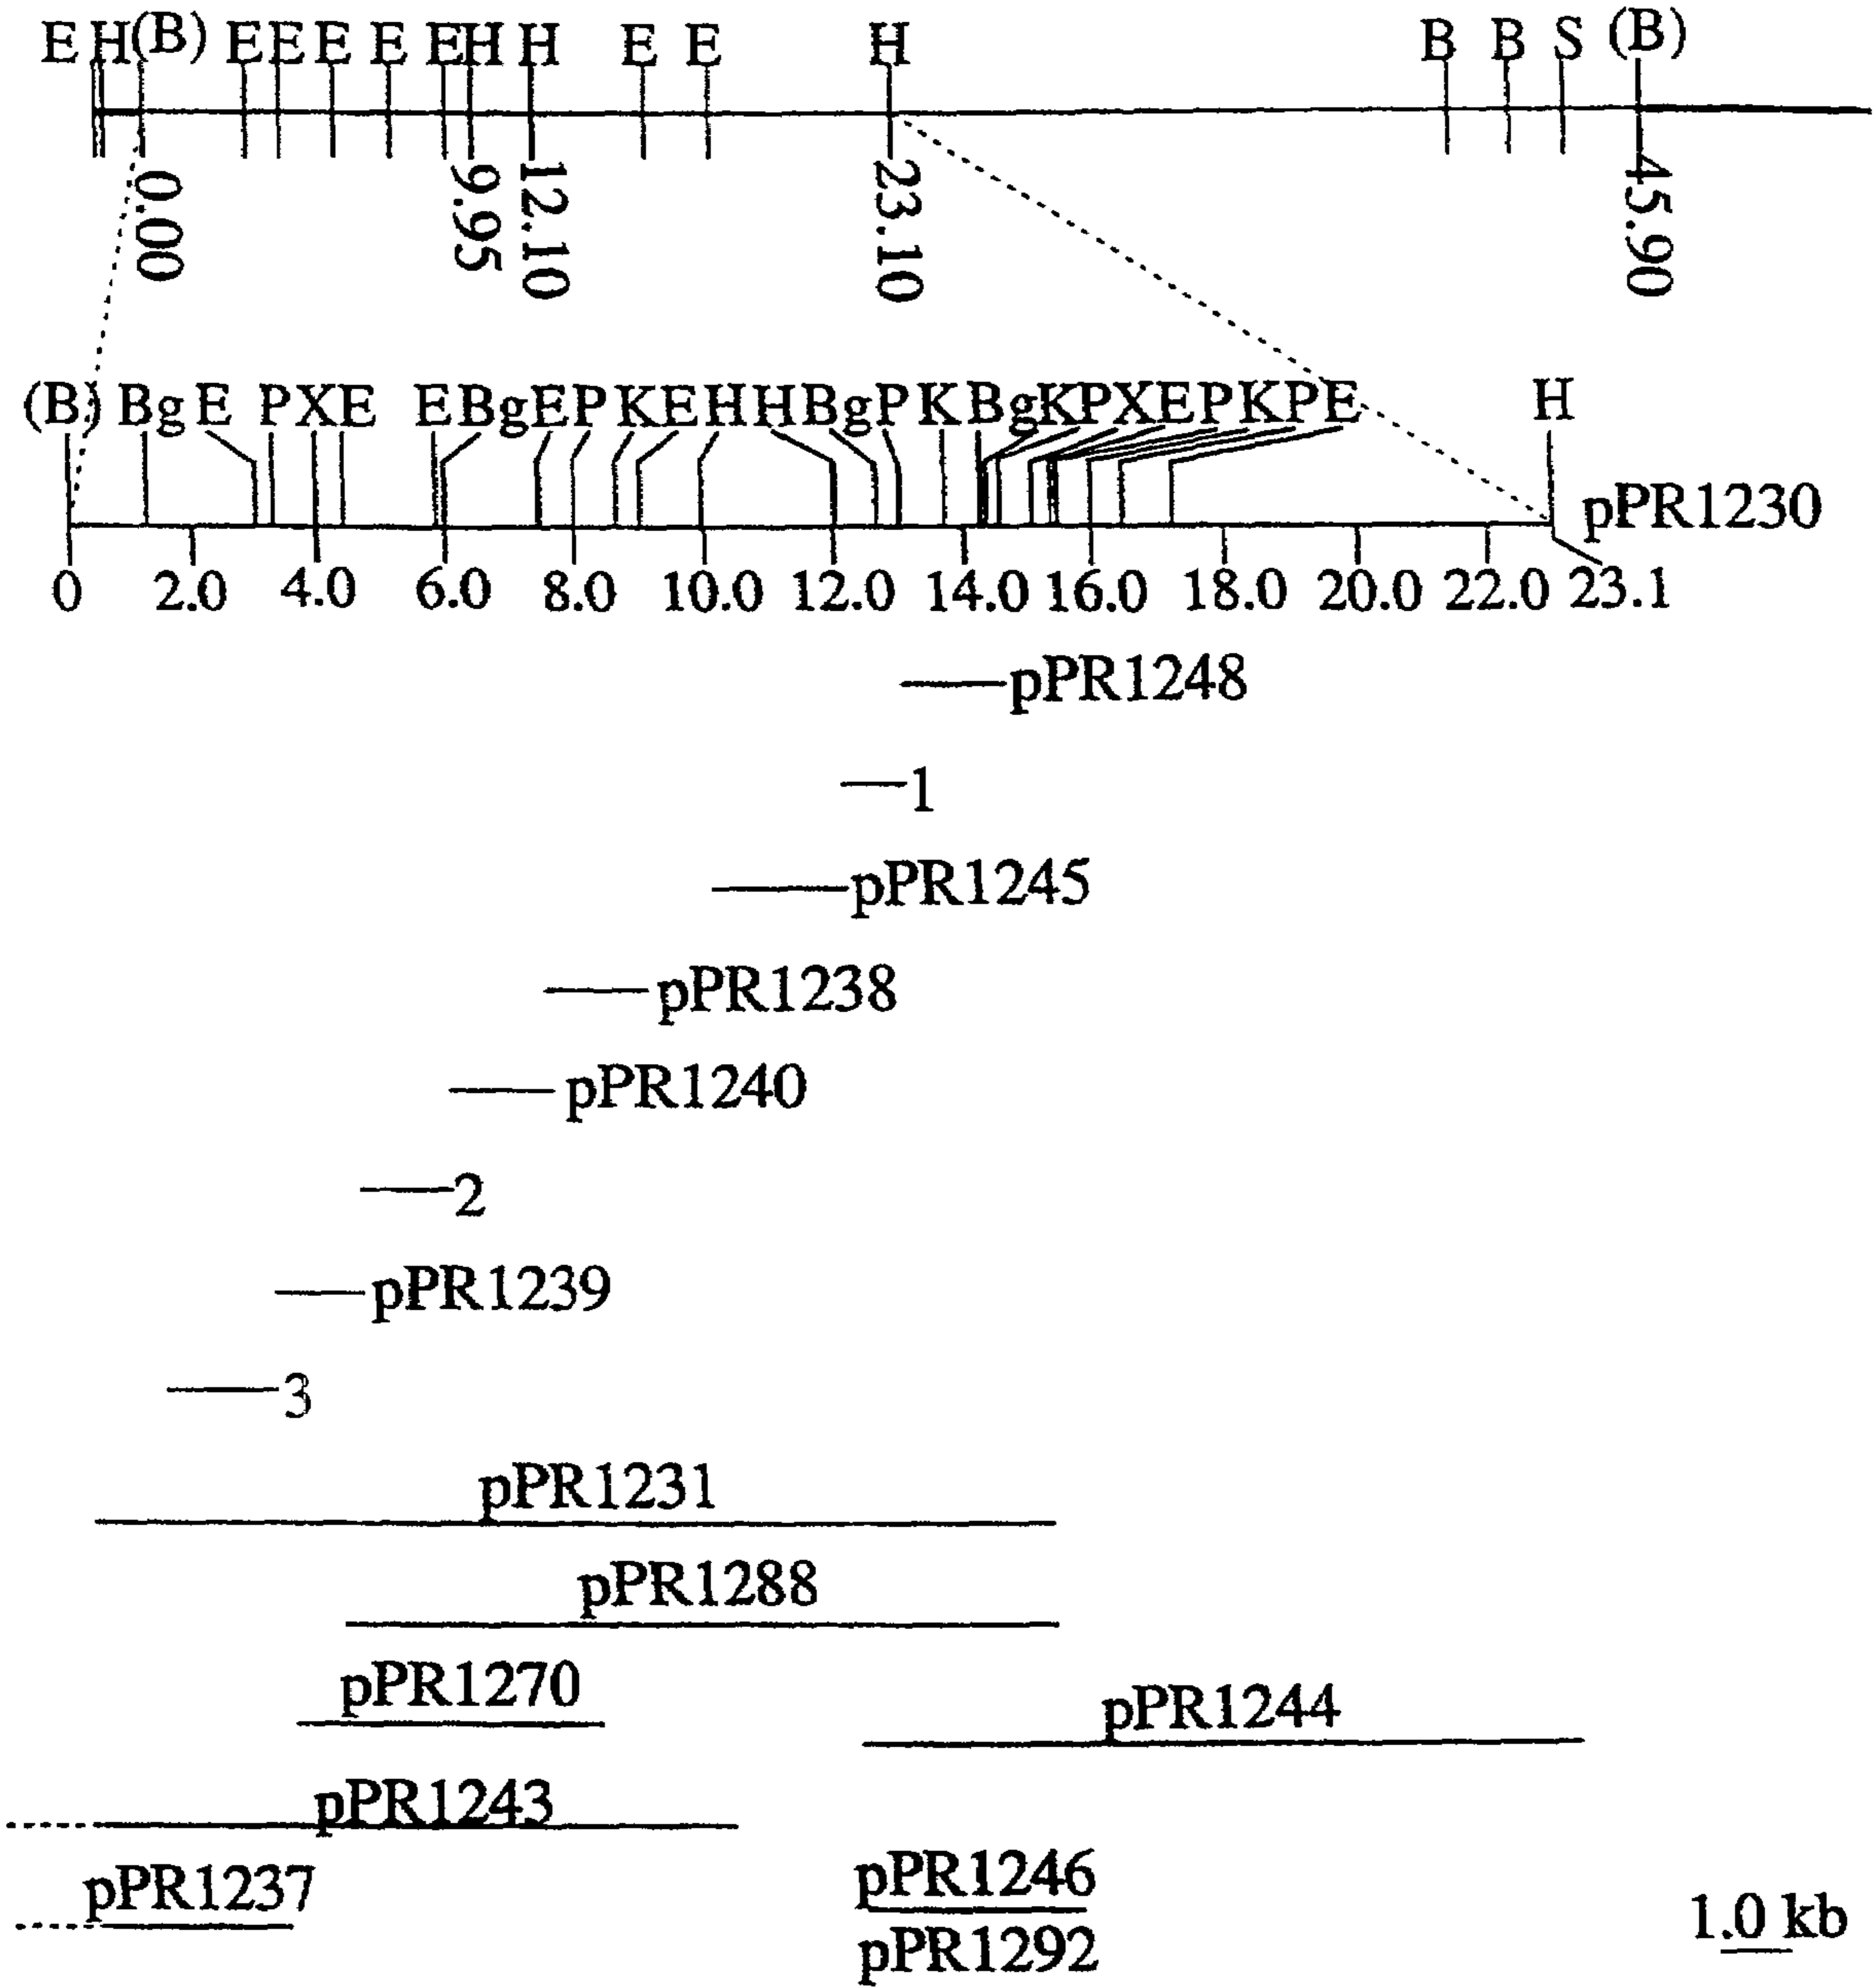 E H (B) E E E E E H H E E H B B S (B)
0.00 9.95 12.10 23.10 45.90
(B) Bg E P X E E Bg E P K E H H Bg P K Bg K P X E P K P E H
pPR1230
0 2.0 4.0 6.0 8.0 10.0 12.0 14.0 16.0 18.0 20.0 22.0 23.1
pPR1248
1
pPR1245
pPR1238
pPR1240
2
pPR1239
3
pPR1231
pPR1288
pPR1270
pPR1244
pPR1243
pPR1237
pPR1246
pPR1292
1.0 kb